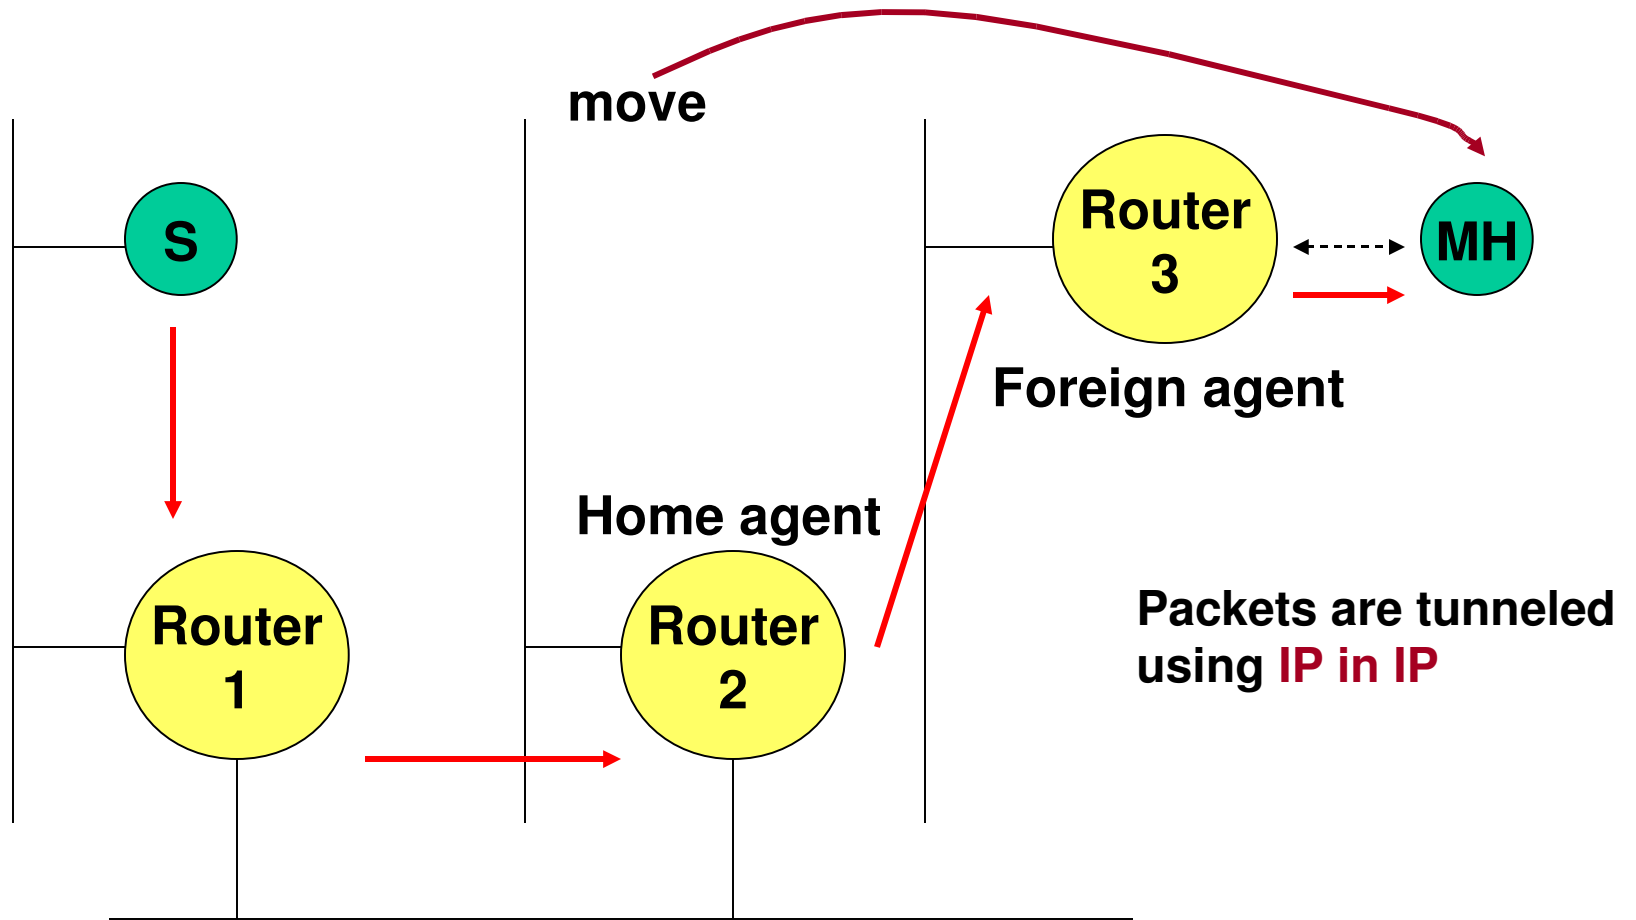 move
S
Router
3
MH
Foreign agent
Home agent
Router
1
Router
2
Packets are tunneled
using IP in IP